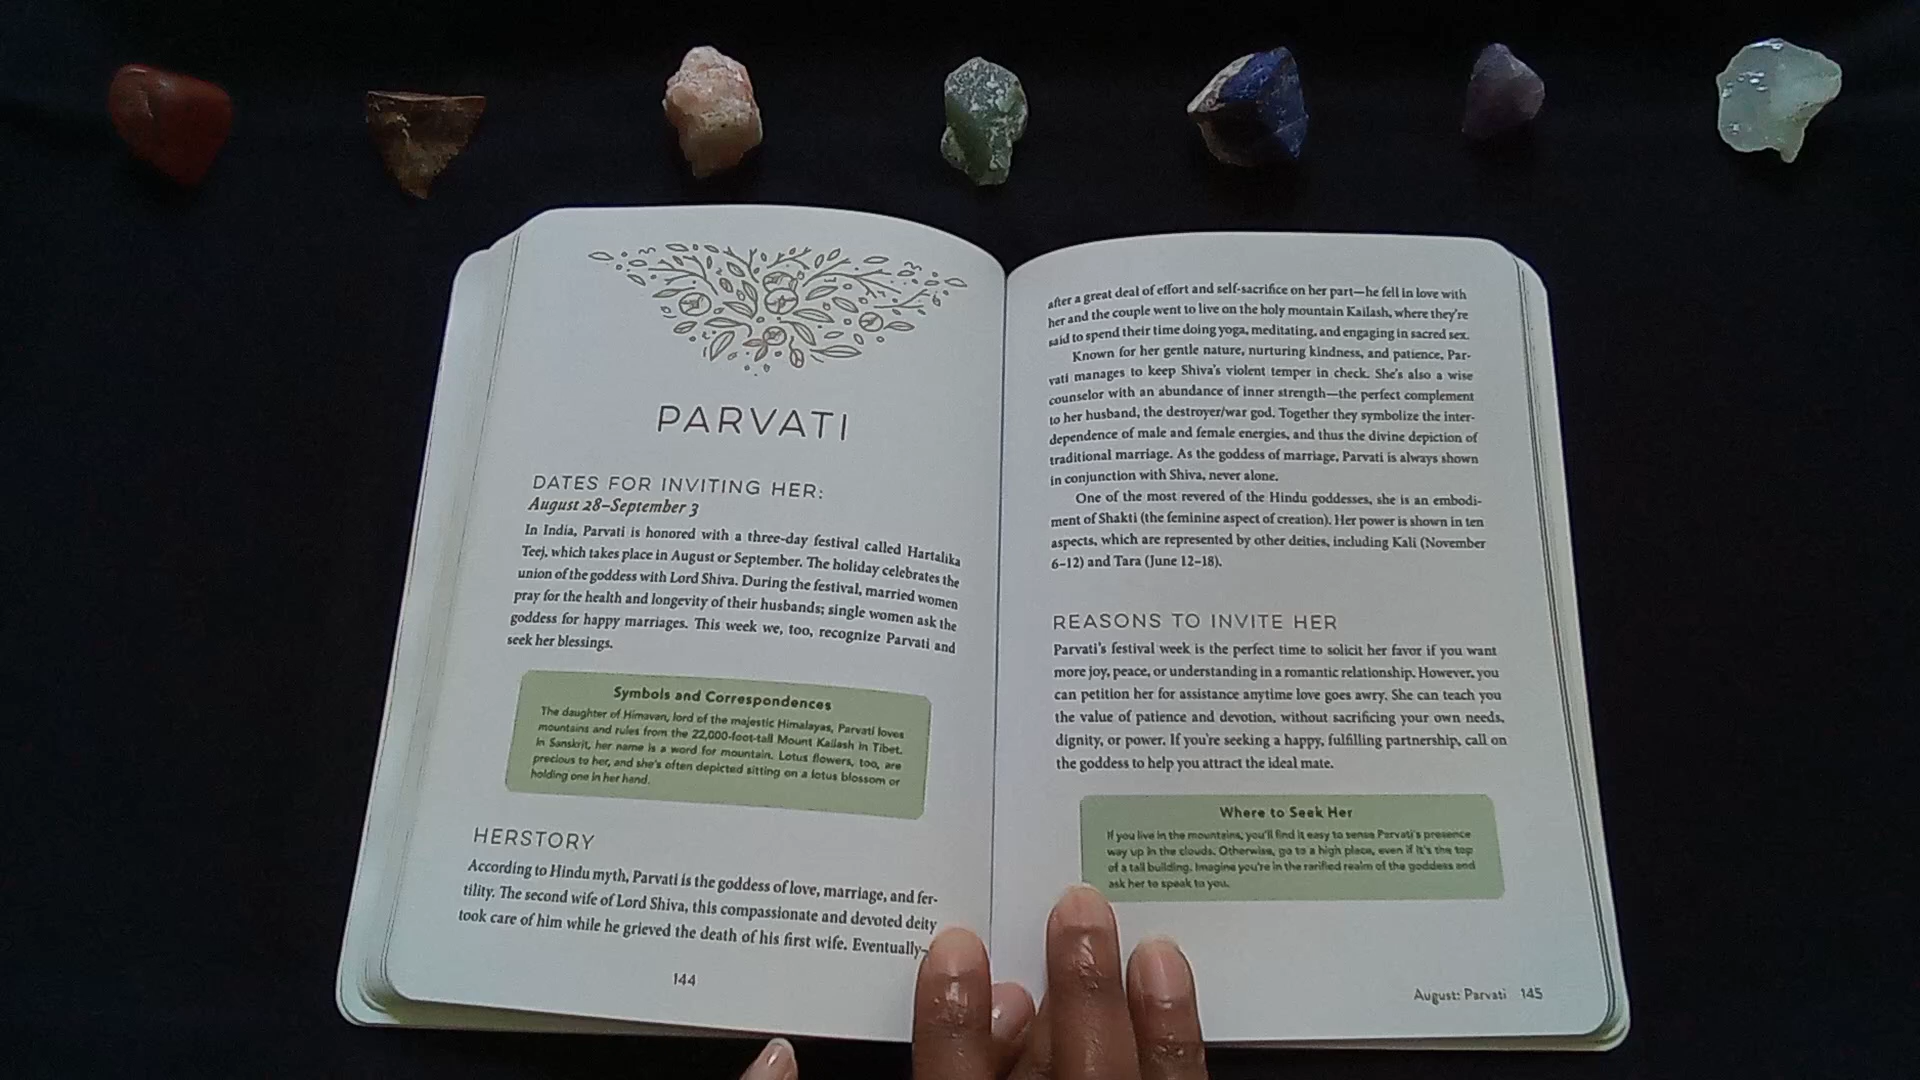 PARVATI
DATES FOR INVITING HER:
August 28–September 3
In India, Parvati is honored with a three-day festival called Hartalika
Teej, which takes place in August or September. The holiday celebrates the
union of the goddess with Lord Shiva. During the festival, married women
pray for the health and longevity of their husbands; single women ask the
goddess for happy marriages. This week we, too, recognize Parvati and
seek her blessings.
Symbols and Correspondences
The daughter of Himavan, lord of the majestic Himalayas, Parvati loves
mountains and rules from the 22,000-foot-tall Mount Kailash in Tibet.
In Sanskrit, her name is a word for mountain. Lotus flowers, too, are
precious to her, and she's often depicted sitting on a lotus blossom or
holding one in her hand.
HERSTORY
According to Hindu myth, Parvati is the goddess of love, marriage, and fer-
tility. The second wife of Lord Shiva, this compassionate and devoted deity
took care of him while he grieved the death of his first wife. Eventually—
144
after a great deal of effort and self-sacrifice on her part—he fell in love with
her and the couple went to live on the holy mountain Kailash, where they're
said to spend their time doing yoga, meditating, and engaging in sacred sex.
Known for her gentle nature, nurturing kindness, and patience, Par-
vati manages to keep Shiva's violent temper in check. She's also a wise
counselor with an abundance of inner strength—the perfect complement
to her husband, the destroyer/war god. Together they symbolize the inter-
dependence of male and female energies, and thus the divine depiction of
traditional marriage. As the goddess of marriage, Parvati is always shown
in conjunction with Shiva, never alone.
One of the most revered of the Hindu goddesses, she is an embodi-
ment of Shakti (the feminine aspect of creation). Her power is shown in ten
aspects, which are represented by other deities, including Kali (November
6–12) and Tara (June 12–18).
REASONS TO INVITE HER
Parvati's festival week is the perfect time to solicit her favor if you want
more joy, peace, or understanding in a romantic relationship. However, you
can petition her for assistance anytime love goes awry. She can teach you
the value of patience and devotion, without sacrificing your own needs,
dignity, or power. If you're seeking a happy, fulfilling partnership, call on
the goddess to help you attract the ideal mate.
Where to Seek Her
If you live in the mountains, you'll find it easy to sense Parvati's presence
way up in the clouds. Otherwise, go to a high place, even if it's the top
of a tall building. Imagine you're in the rarified realm of the goddess and
ask her to speak to you.
August: Parvati 145